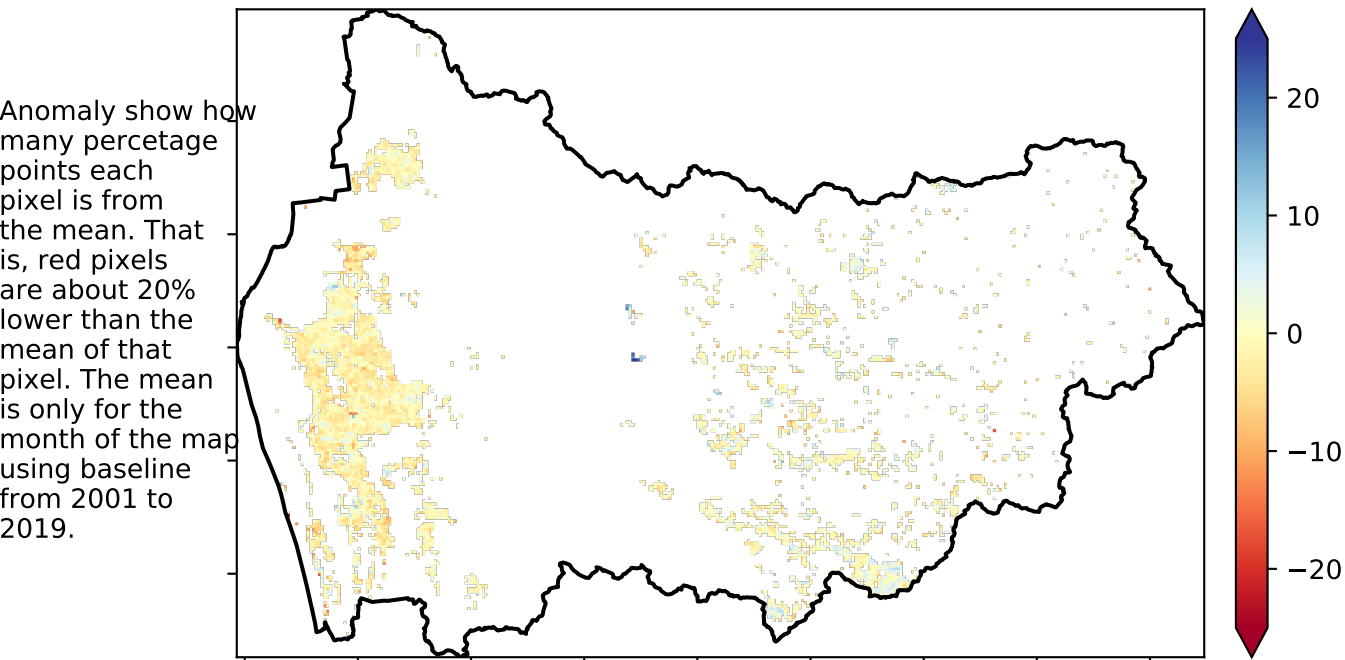 Anomaly show how
many percetage
points each
pixel is from
the mean. That
is, red pixels
are about 20%
lower than the
mean of that
pixel. The mean
is only for the
month of the map
using baseline
from 2001 to
2019.
20
10
0
−10
−20